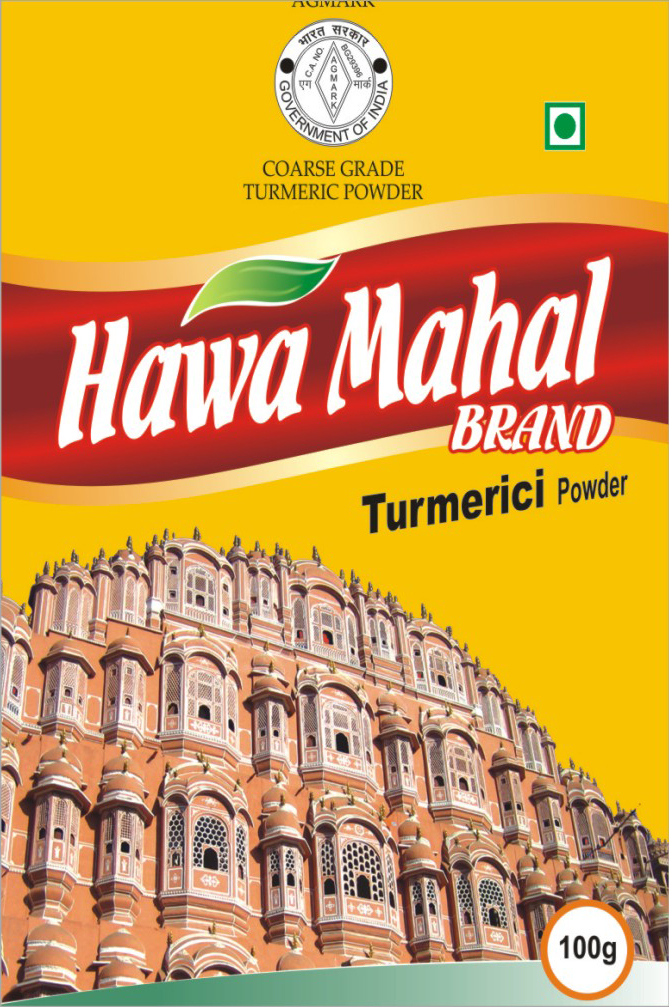 AGMARK
भारत सरकार
C.A. NO.
BG29396
एग
AGMARK
मार्क
GOVERNMENT OF INDIA
COARSE GRADE
TURMERIC POWDER
Hawa Mahal
BRAND
Turmerici Powder
100g